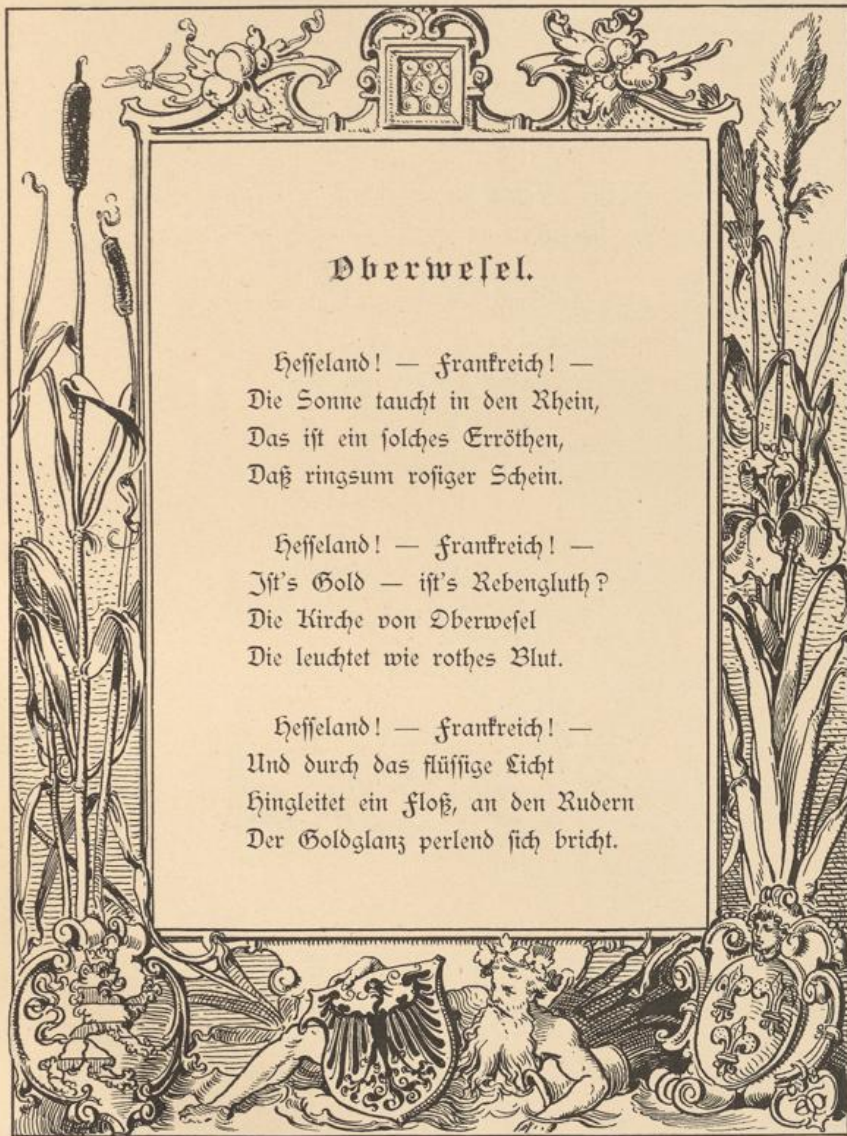 Oberwesel.
Hesseland! — Frankreich! —
Die Sonne taucht in den Rhein,
Das ist ein solches Erröthen,
Daß ringsum rosiger Schein.
Hesseland! — Frankreich! —
Ist's Gold — ist's Rebengluth?
Die Kirche von Oberwesel
Die leuchtet wie rothes Blut.
Hesseland! — Frankreich! —
Und durch das flüssige Licht
Hingleitet ein Floß, an den Rudern
Der Goldglanz perlend sich bricht.